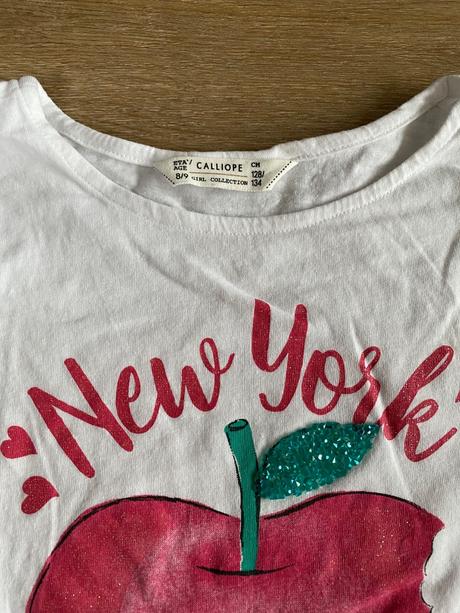 ETA'/ CALLIOPE CM
AGE 128/
8/9 GIRL COLLECTION 134
New York